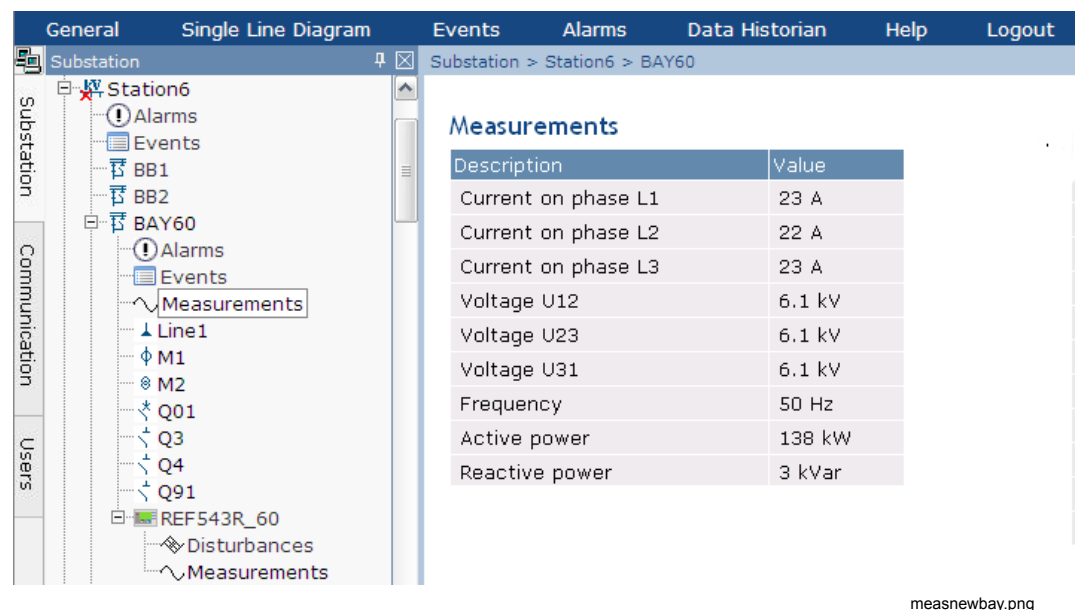 General Single Line Diagram Events Alarms Data Historian Help Logout
Substation
Substation > Station6 > BAY60
Substation
Communication
Users
Station6
Alarms
Events
BB1
BB2
BAY60
Alarms
Events
Measurements
Line1
M1
M2
Q01
Q3
Q4
Q91
REF543R_60
Disturbances
Measurements
Measurements
Description Value
Current on phase L1 23 A
Current on phase L2 22 A
Current on phase L3 23 A
Voltage U12 6.1 kV
Voltage U23 6.1 kV
Voltage U31 6.1 kV
Frequency 50 Hz
Active power 138 kW
Reactive power 3 kVar
measnewbay.png